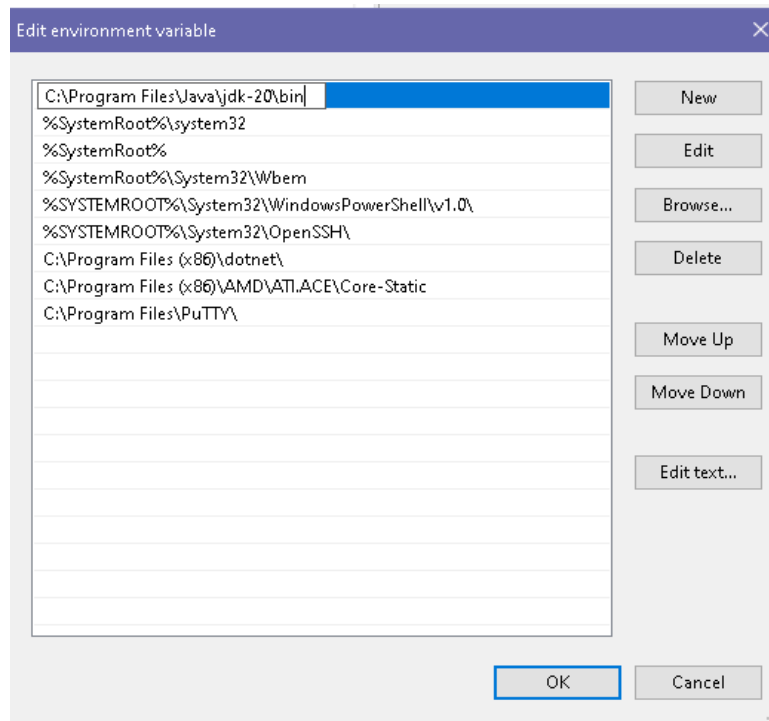 Edit environment variable
C:\Program Files\Java\jdk-20\bin
%SystemRoot%\system32
%SystemRoot%
%SystemRoot%\System32\Wbem
%SYSTEMROOT%\System32\WindowsPowerShell\v1.0\
%SYSTEMROOT%\System32\OpenSSH\
C:\Program Files (x86)\dotnet\
C:\Program Files (x86)\AMD\ATI.ACE\Core-Static
C:\Program Files\PuTTY\
New
Edit
Browse...
Delete
Move Up
Move Down
Edit text...
OK
Cancel